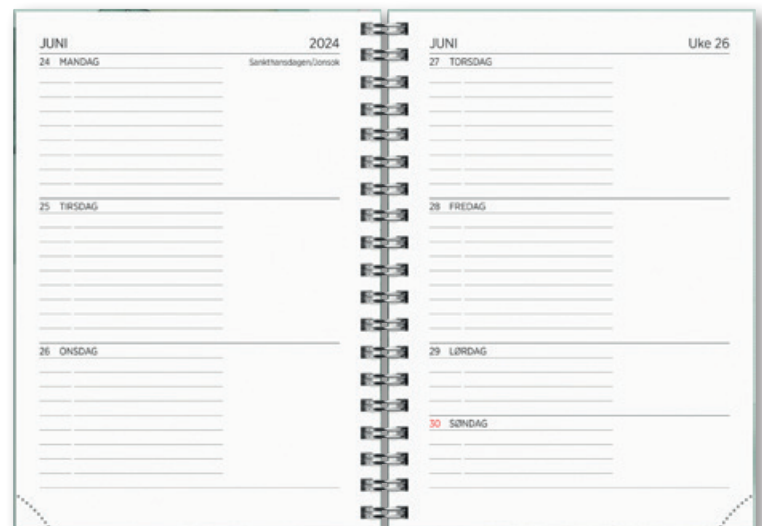 JUNI 2024
24 MANDAG Sankthansdagen/Jonsok
25 TIRSDAG
26 ONSDAG
JUNI Uke 26
27 TORSDAG
28 FREDAG
29 LØRDAG
30 SØNDAG